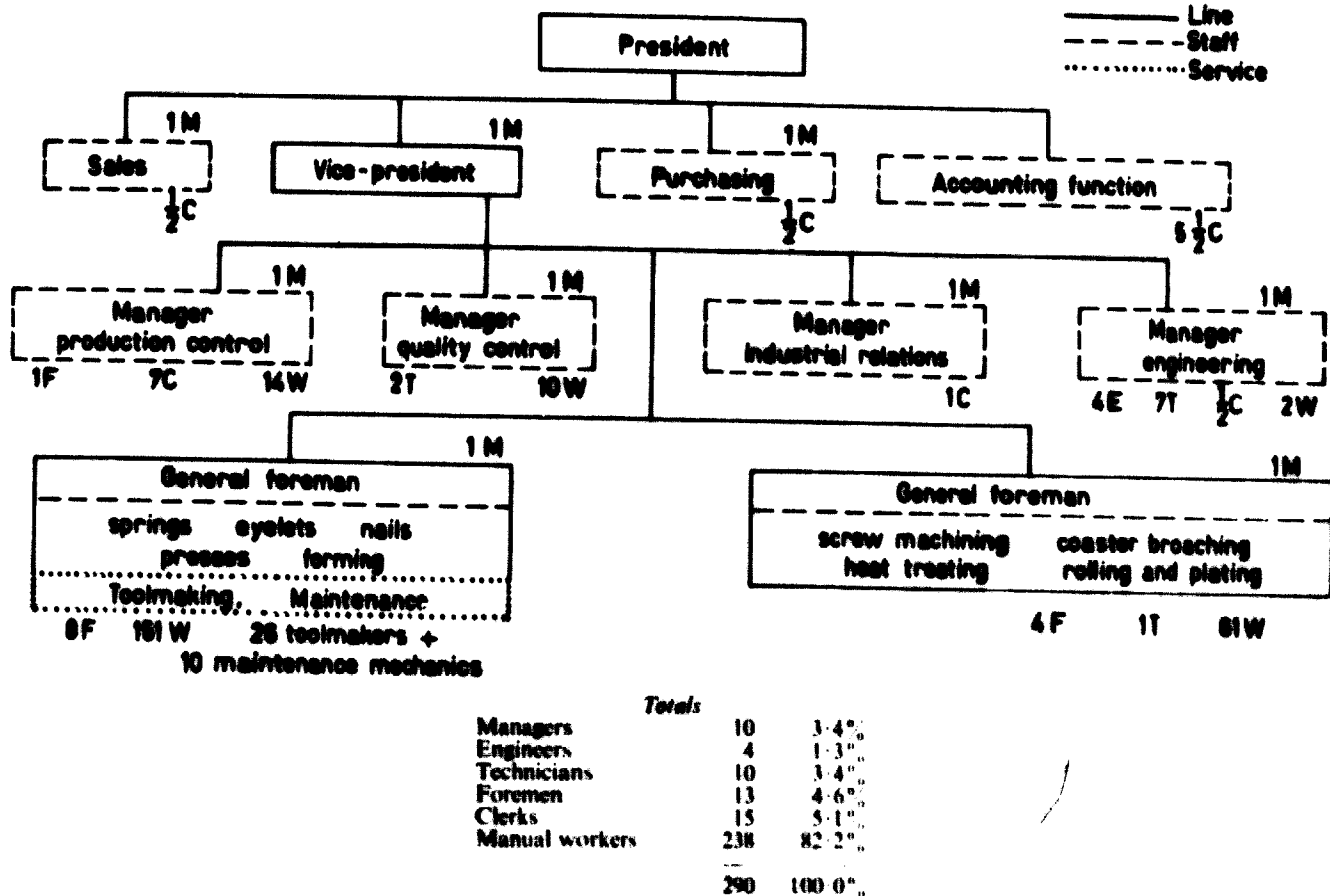 Line
Staff
Service
President
1M 1M 1M
Sales Vice-president Purchasing Accounting function
½C ½C 5½C
1M 1M 1M 1M
Manager production control
1F 7C 14W
Manager quality control
2T 10W
Manager industrial relations
1C
Manager engineering
4E 7T ½C 2W
1M
General foreman
springs eyelets nails
presses forming
Toolmaking, Maintenance
8F 151W 26 toolmakers +
10 maintenance mechanics
1M
General foreman
screw machining coaster broaching
heat treating rolling and plating
4F 1T 61W
Totals
Managers 10 3·4%
Engineers 4 1·3%
Technicians 10 3·4%
Foremen 13 4·6%
Clerks 15 5·1%
Manual workers 238 82·2%
290 100·0%